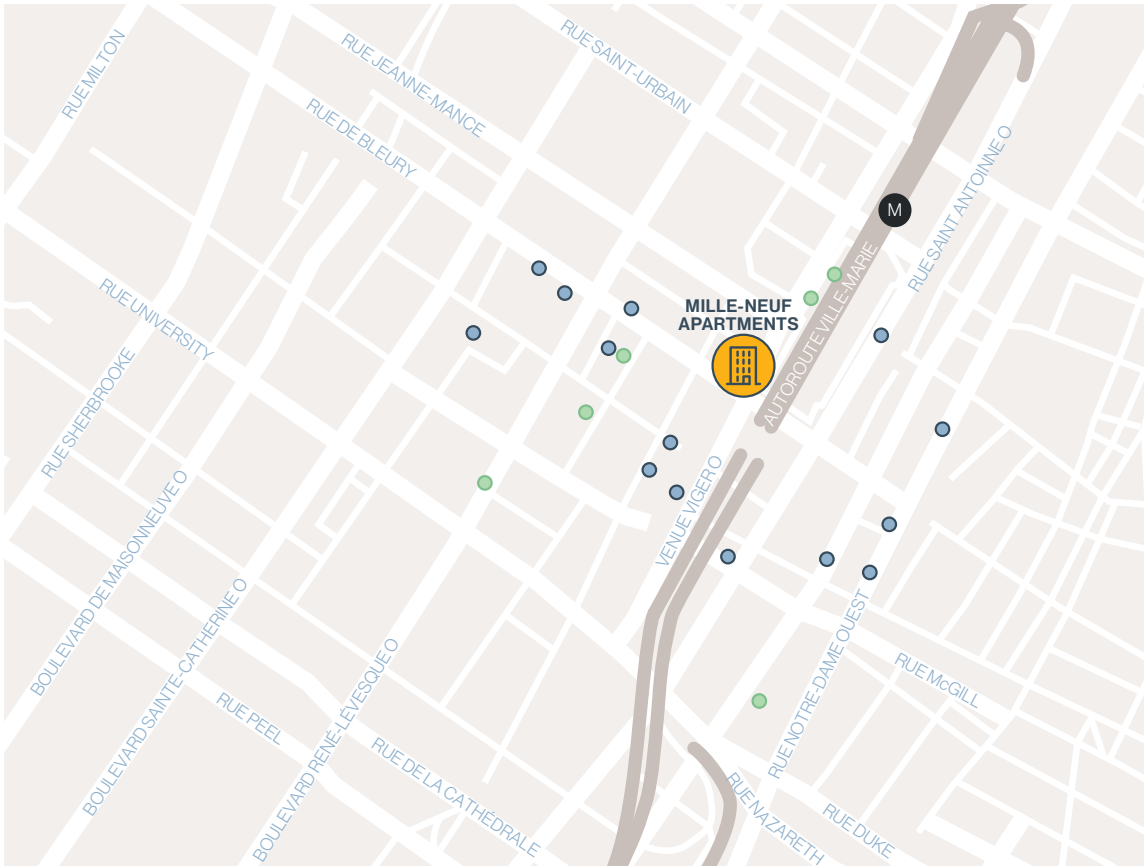 RUE MILTON
RUE JEANNE-MANCE
RUE SAINT-URBAIN
RUE DE BLEURY
RUE SAINT ANTOINNE O
M
AUTOROUTE VILLE-MARIE
MILLE-NEUF
APARTMENTS
RUE UNIVERSITY
RUE SHERBROOKE
BOULEVARD DE MAISONNEUVE O
VENUE VIGER O
BOULEVARD SAINTE-CATHERINE O
BOULEVARD RENÉ-LÉVESQUE O
RUE NOTRE-DAME OUEST
RUE McGILL
RUE PEEL
RUE DE LA CATHÉDRALE
RUE NAZARETH
RUE DUKE